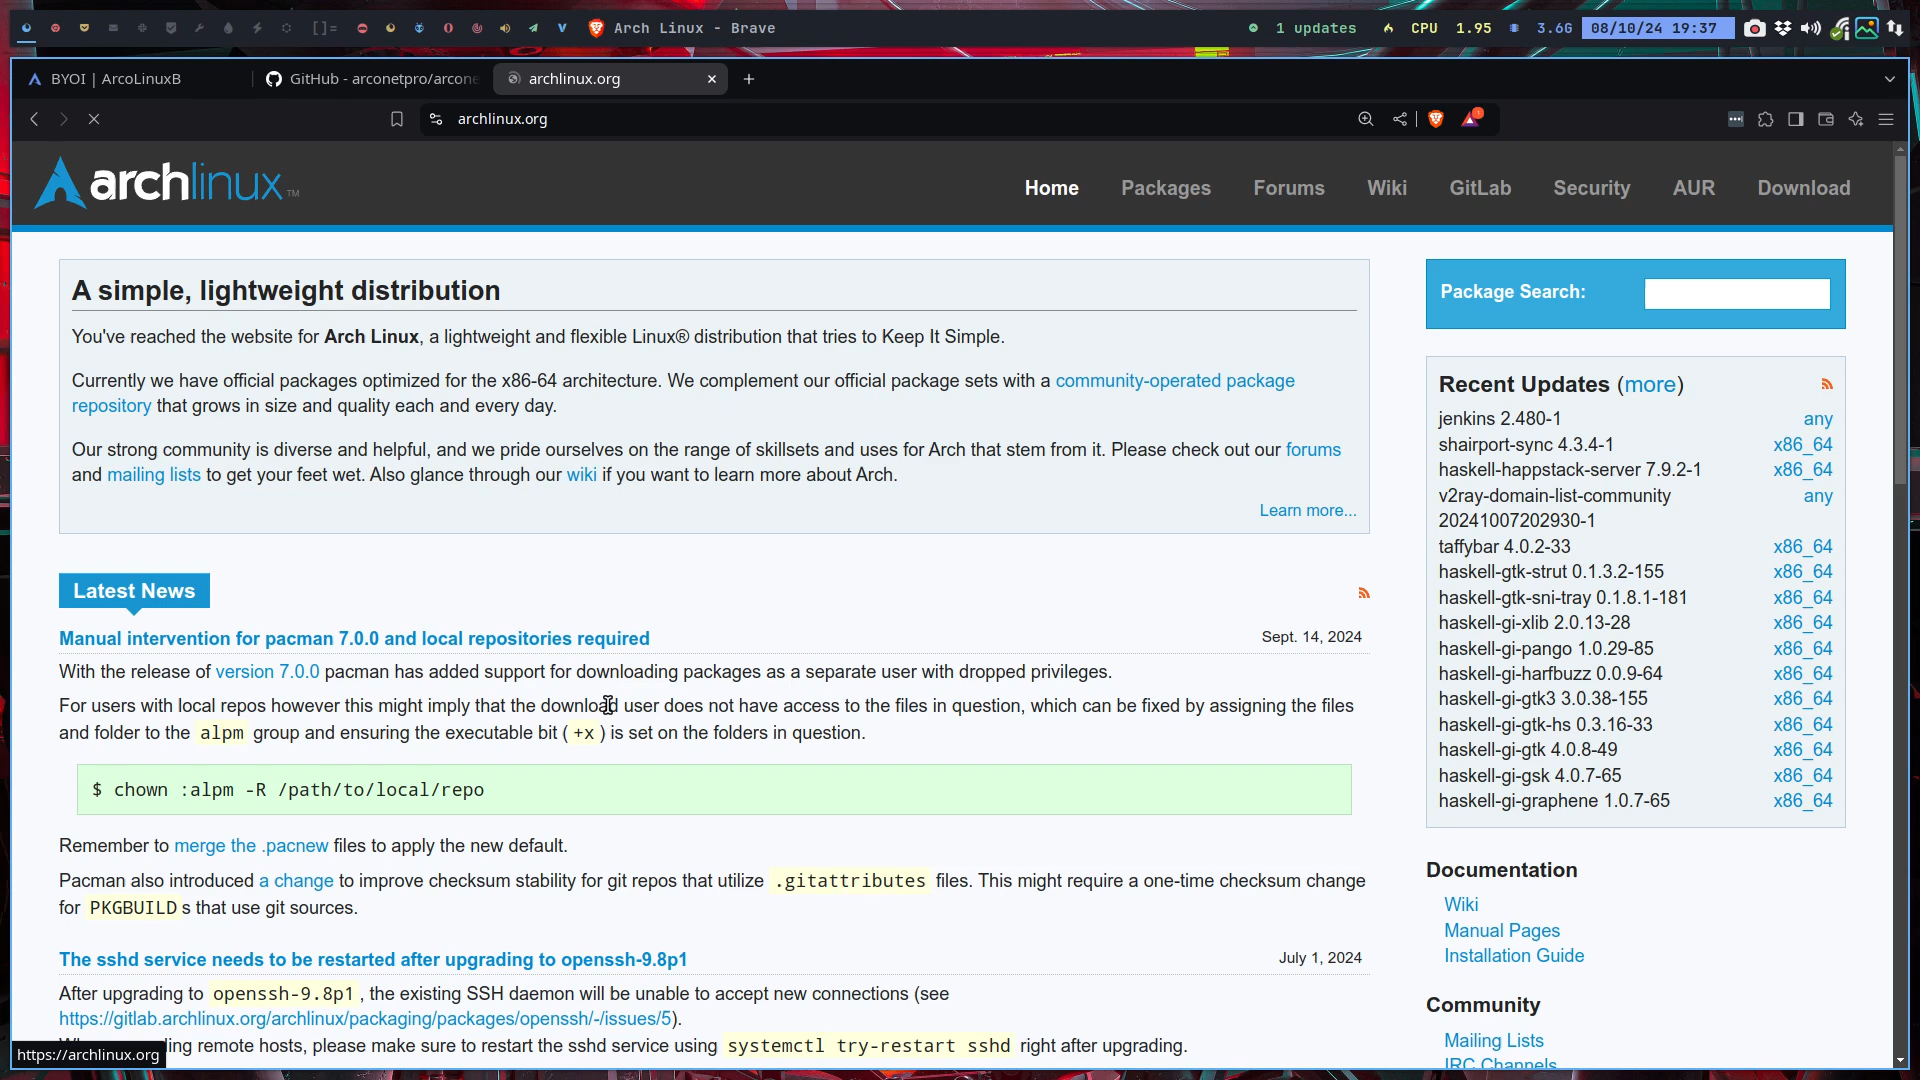 []= Arch Linux - Brave 1 updates CPU 1.95 3.6G 08/10/24 19:37
BYOI | ArcoLinuxB GitHub - arconetpro/arcone archlinux.org
archlinux.org
archlinux™ Home Packages Forums Wiki GitLab Security AUR Download
A simple, lightweight distribution
You've reached the website for Arch Linux, a lightweight and flexible Linux® distribution that tries to Keep It Simple.
Currently we have official packages optimized for the x86-64 architecture. We complement our official package sets with a community-operated package
repository that grows in size and quality each and every day.
Our strong community is diverse and helpful, and we pride ourselves on the range of skillsets and uses for Arch that stem from it. Please check out our forums
and mailing lists to get your feet wet. Also glance through our wiki if you want to learn more about Arch.
Learn more...
Latest News
Manual intervention for pacman 7.0.0 and local repositories required Sept. 14, 2024
With the release of version 7.0.0 pacman has added support for downloading packages as a separate user with dropped privileges.
For users with local repos however this might imply that the download user does not have access to the files in question, which can be fixed by assigning the files
and folder to the alpm group and ensuring the executable bit ( +x ) is set on the folders in question.
$ chown :alpm -R /path/to/local/repo
Remember to merge the .pacnew files to apply the new default.
Pacman also introduced a change to improve checksum stability for git repos that utilize .gitattributes files. This might require a one-time checksum change
for PKGBUILD s that use git sources.
The sshd service needs to be restarted after upgrading to openssh-9.8p1 July 1, 2024
After upgrading to openssh-9.8p1 , the existing SSH daemon will be unable to accept new connections (see
https://gitlab.archlinux.org/archlinux/packaging/packages/openssh/-/issues/5).
ing remote hosts, please make sure to restart the sshd service using systemctl try-restart sshd right after upgrading.
https://archlinux.org
Package Search:
Recent Updates (more)
jenkins 2.480-1 any
shairport-sync 4.3.4-1 x86_64
haskell-happstack-server 7.9.2-1 x86_64
v2ray-domain-list-community any
20241007202930-1
taffybar 4.0.2-33 x86_64
haskell-gtk-strut 0.1.3.2-155 x86_64
haskell-gtk-sni-tray 0.1.8.1-181 x86_64
haskell-gi-xlib 2.0.13-28 x86_64
haskell-gi-pango 1.0.29-85 x86_64
haskell-gi-harfbuzz 0.0.9-64 x86_64
haskell-gi-gtk3 3.0.38-155 x86_64
haskell-gi-gtk-hs 0.3.16-33 x86_64
haskell-gi-gtk 4.0.8-49 x86_64
haskell-gi-gsk 4.0.7-65 x86_64
haskell-gi-graphene 1.0.7-65 x86_64
Documentation
Wiki
Manual Pages
Installation Guide
Community
Mailing Lists
IRC Channels